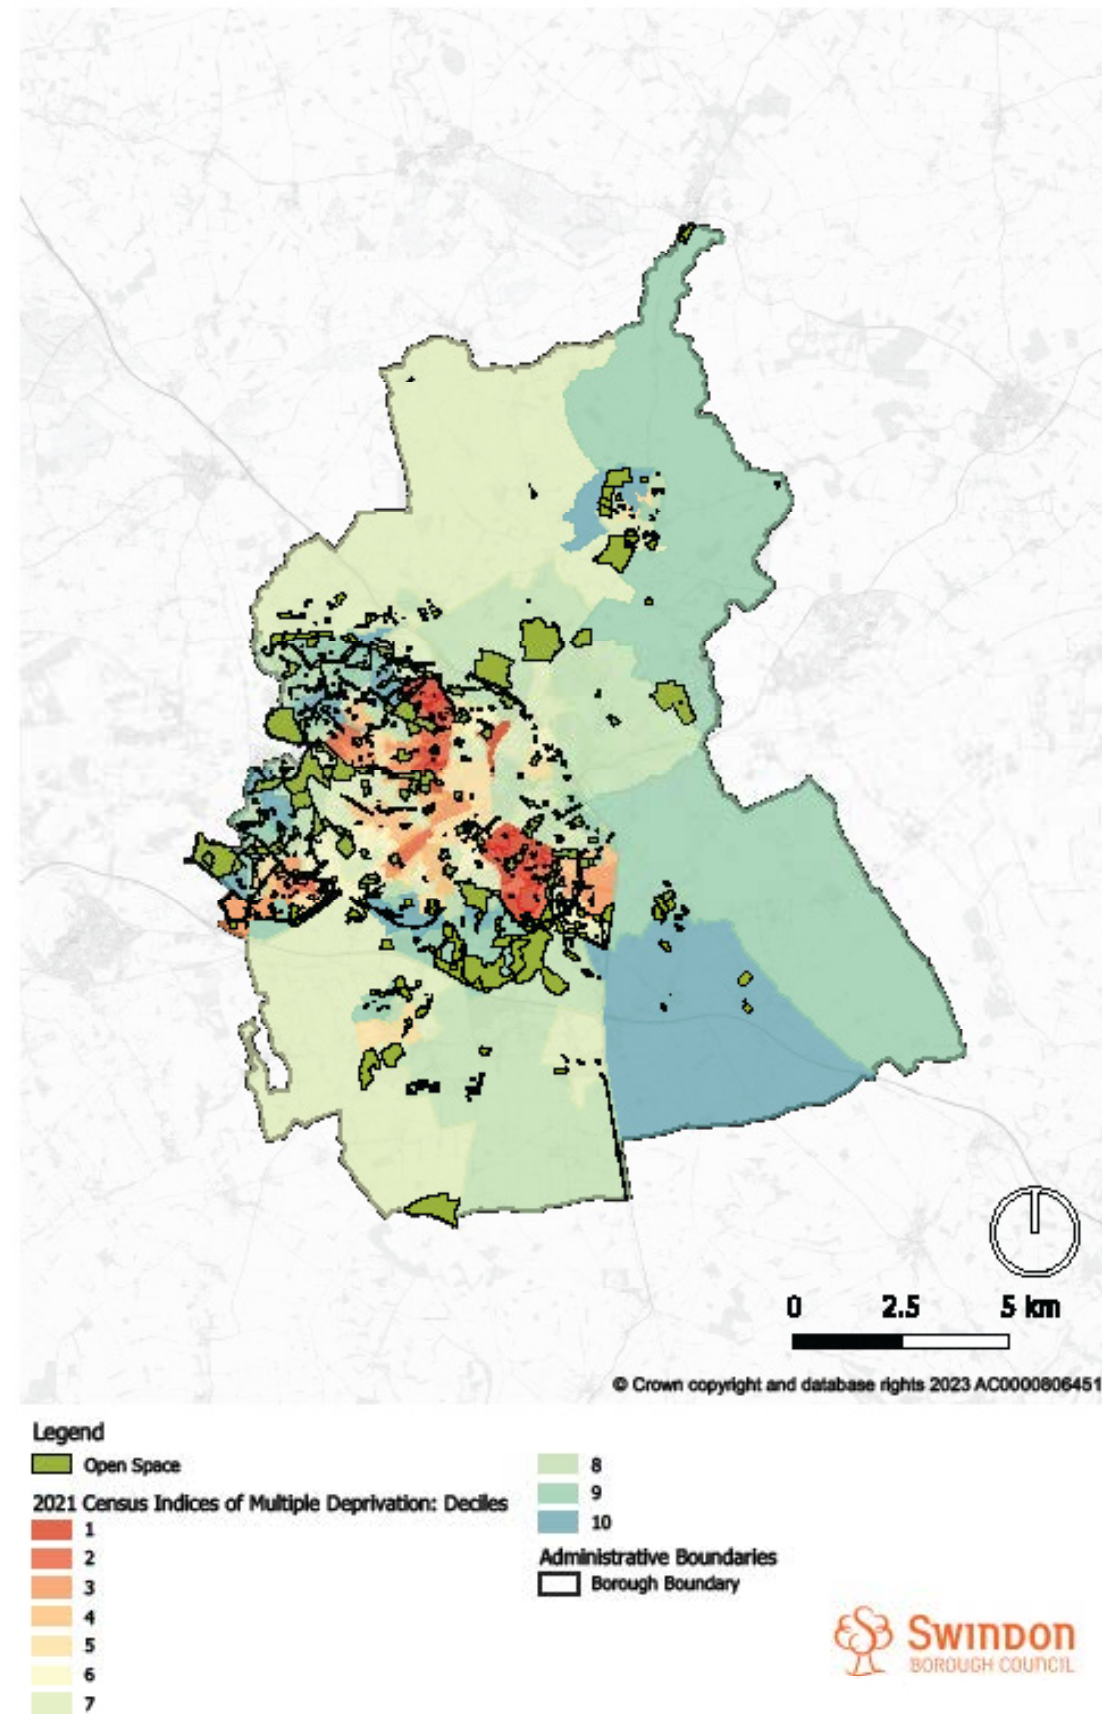 0 2.5 5 km
© Crown copyright and database rights 2023 AC0000806451
Legend
Open Space
2021 Census Indices of Multiple Deprivation: Deciles
1
2
3
4
5
6
7
8
9
10
Administrative Boundaries
Borough Boundary
SWINDON
BOROUGH COUNCIL